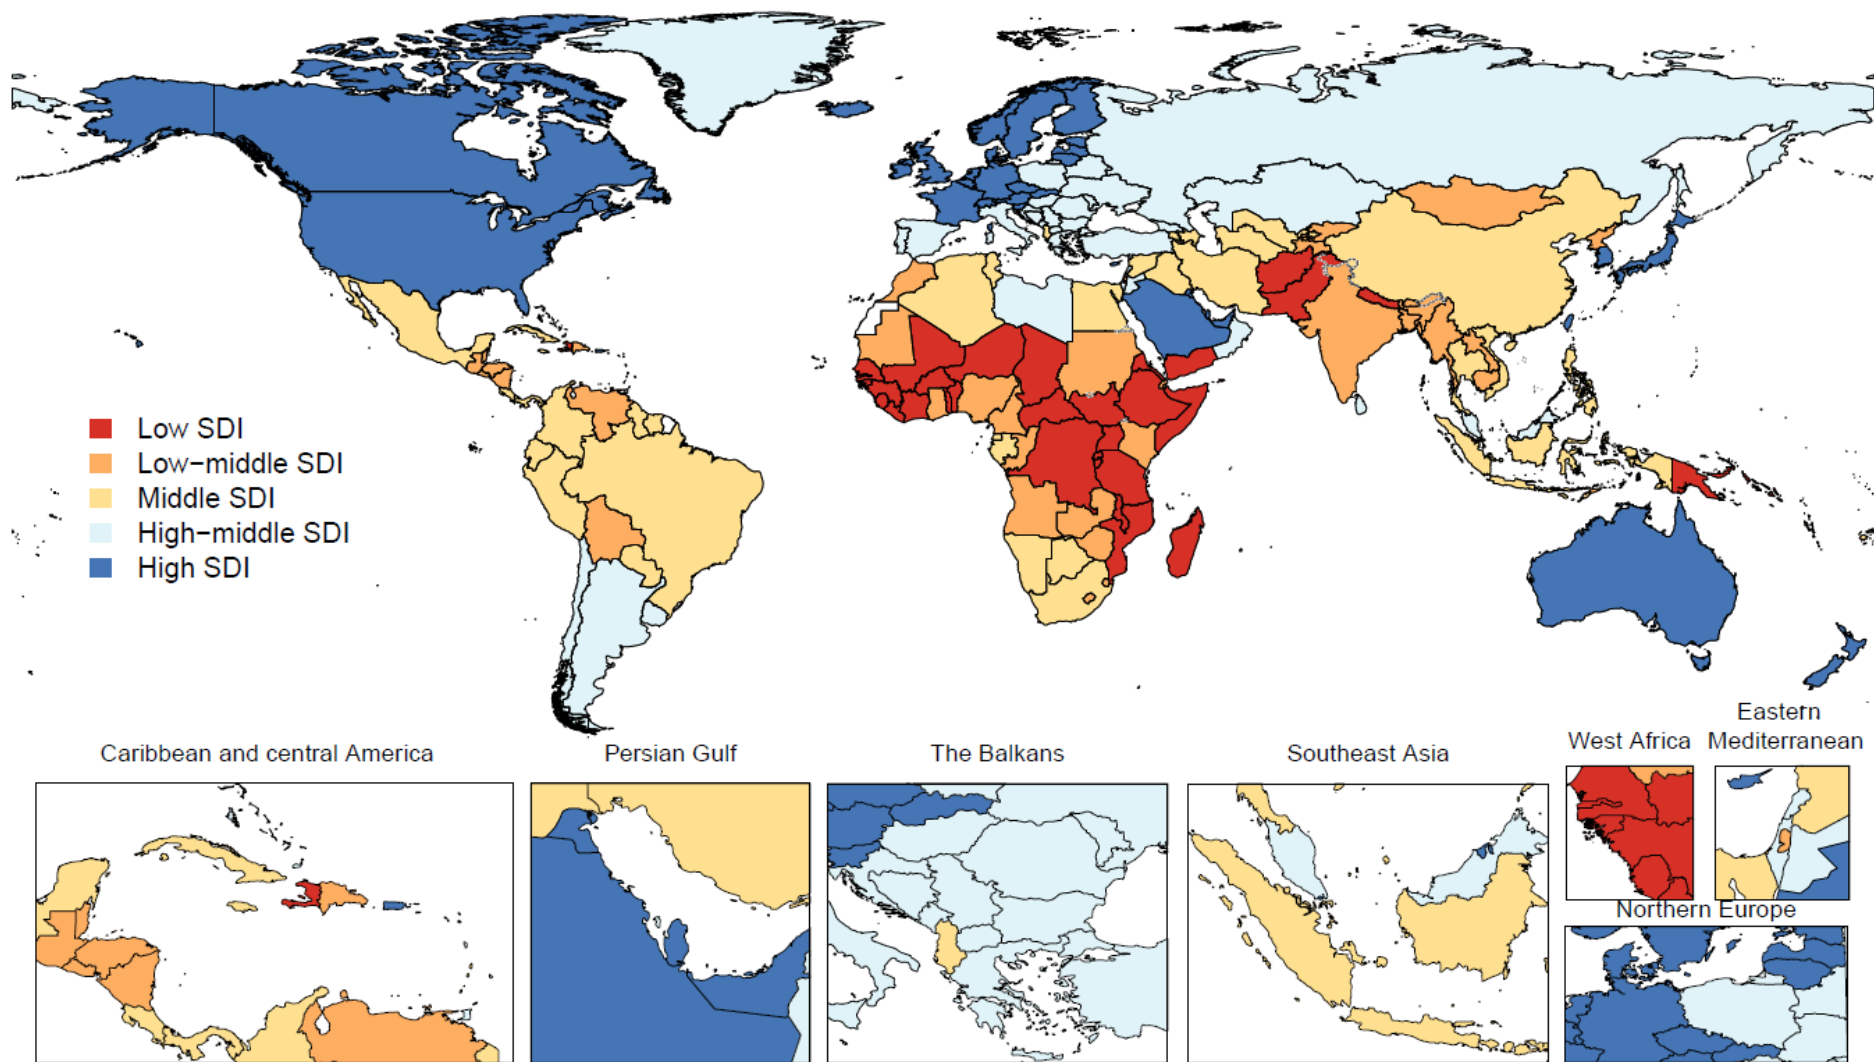 Low SDI
Low−middle SDI
Middle SDI
High−middle SDI
High SDI
Caribbean and central America
Persian Gulf
The Balkans
Southeast Asia
West Africa
Eastern
Mediterranean
Northern Europe